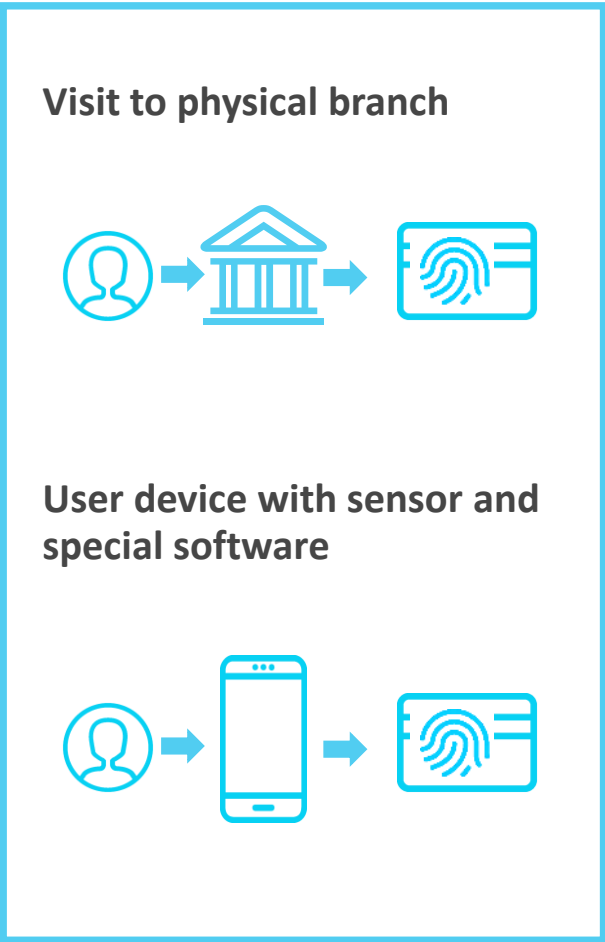 Visit to physical branch
User device with sensor and
special software